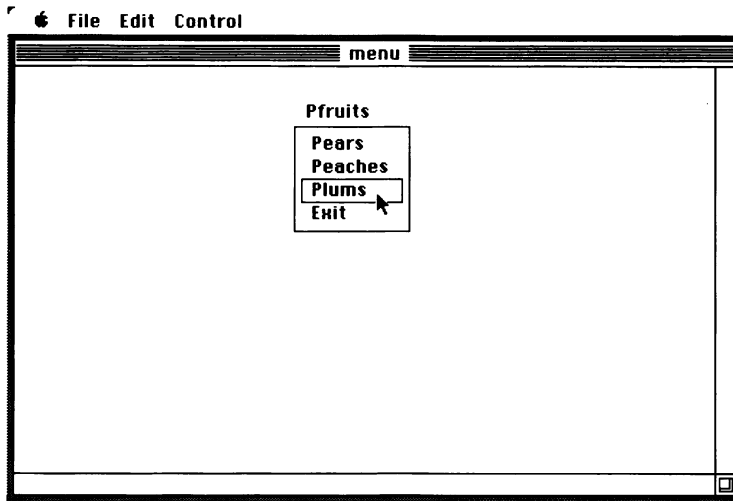 File Edit Control
menu
Pfruits
Pears
Peaches
Plums
Exit